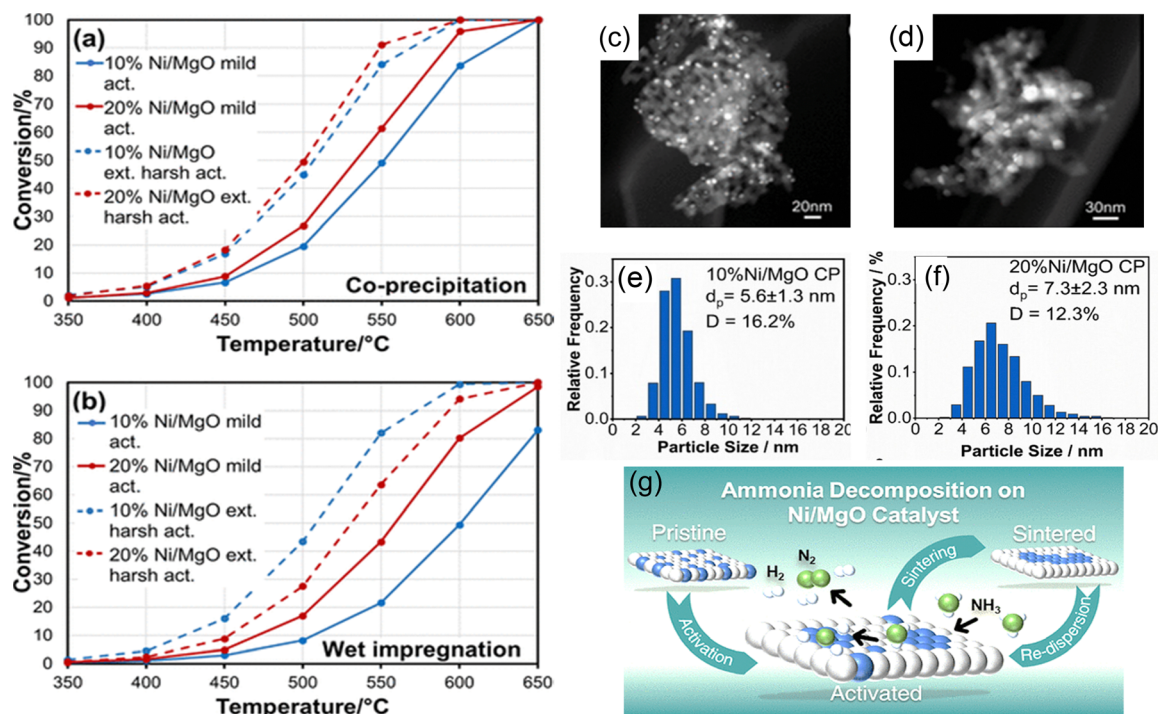 (a)
100
90
80
70
60
50
40
30
20
10
0
Conversion/%
10% Ni/MgO mild
act.
20% Ni/MgO mild
act.
10% Ni/MgO
ext. harsh act.
20% Ni/MgO ext.
harsh act.
Co-precipitation
350 400 450 500 550 600 650
Temperature/°C
(b)
100
90
80
70
60
50
40
30
20
10
0
Conversion/%
10% Ni/MgO mild
act.
20% Ni/MgO mild
act.
10% Ni/MgO ext.
harsh act.
20% Ni/MgO ext.
harsh act.
Wet impregnation
350 400 450 500 550 600 650
Temperature/°C
(c)
20nm
(d)
30nm
(e)
10%Ni/MgO CP
dp= 5.6±1.3 nm
D = 16.2%
0.3
0.2
0.1
0.0
Relative Frequency
0 2 4 6 8 10 12 14 16 18 20
Particle Size / nm
(f)
20%Ni/MgO CP
dp= 7.3±2.3 nm
D = 12.3%
0.3
0.2
0.1
0.0
Relative Frequency / %
0 2 4 6 8 10 12 14 16 18 20
Particle Size / nm
(g)
Ammonia Decomposition on
Ni/MgO Catalyst
Pristine
Sintered
H2
N2
NH3
Sintering
Activation
Re-dispersion
Activated